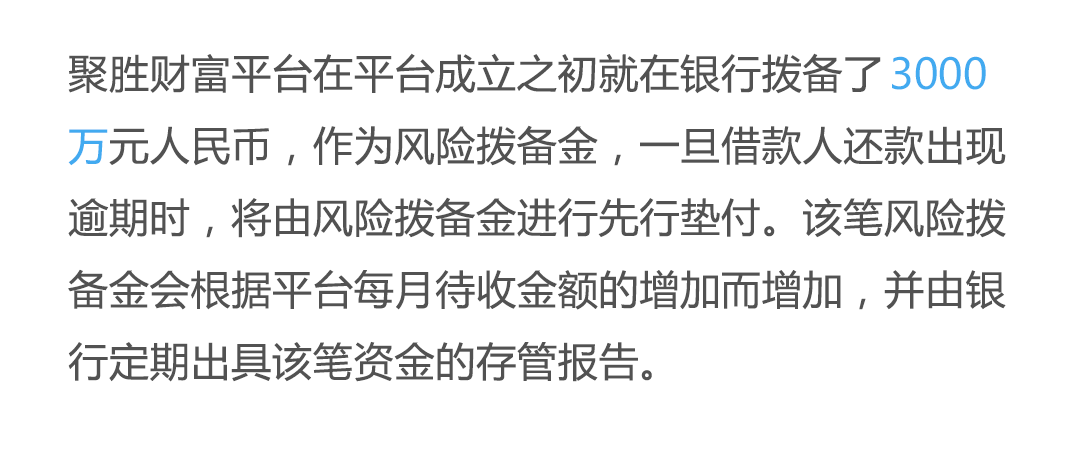 聚胜财富平台在平台成立之初就在银行拨备了3000
万元人民币，作为风险拨备金，一旦借款人还款出现
逾期时，将由风险拨备金进行先行垫付。该笔风险拨
备金会根据平台每月待收金额的增加而增加，并由银
行定期出具该笔资金的存管报告。